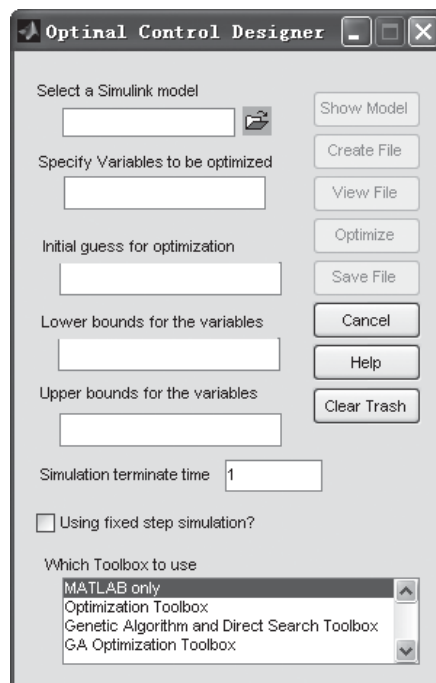 Optinal Control Designer
Select a Simulink model
Show Model
Create File
Specify Variables to be optimized
View File
Optimize
Initial guess for optimization
Save File
Lower bounds for the variables
Cancel
Help
Upper bounds for the variables
Clear Trash
Simulation terminate time 1
Using fixed step simulation?
Which Toolbox to use
MATLAB only
Optimization Toolbox
Genetic Algorithm and Direct Search Toolbox
GA Optimization Toolbox